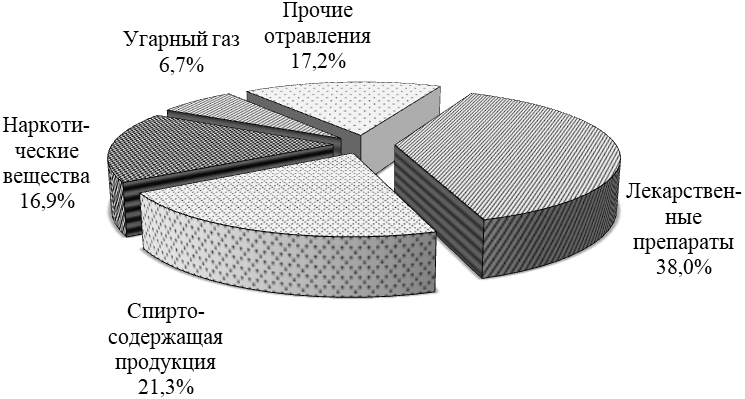 Прочие
отравления
17,2%
Угарный газ
6,7%
Наркоти-
ческие
вещества
16,9%
Лекарствен-
ные
препараты
38,0%
Спирто-
содержащая
продукция
21,3%